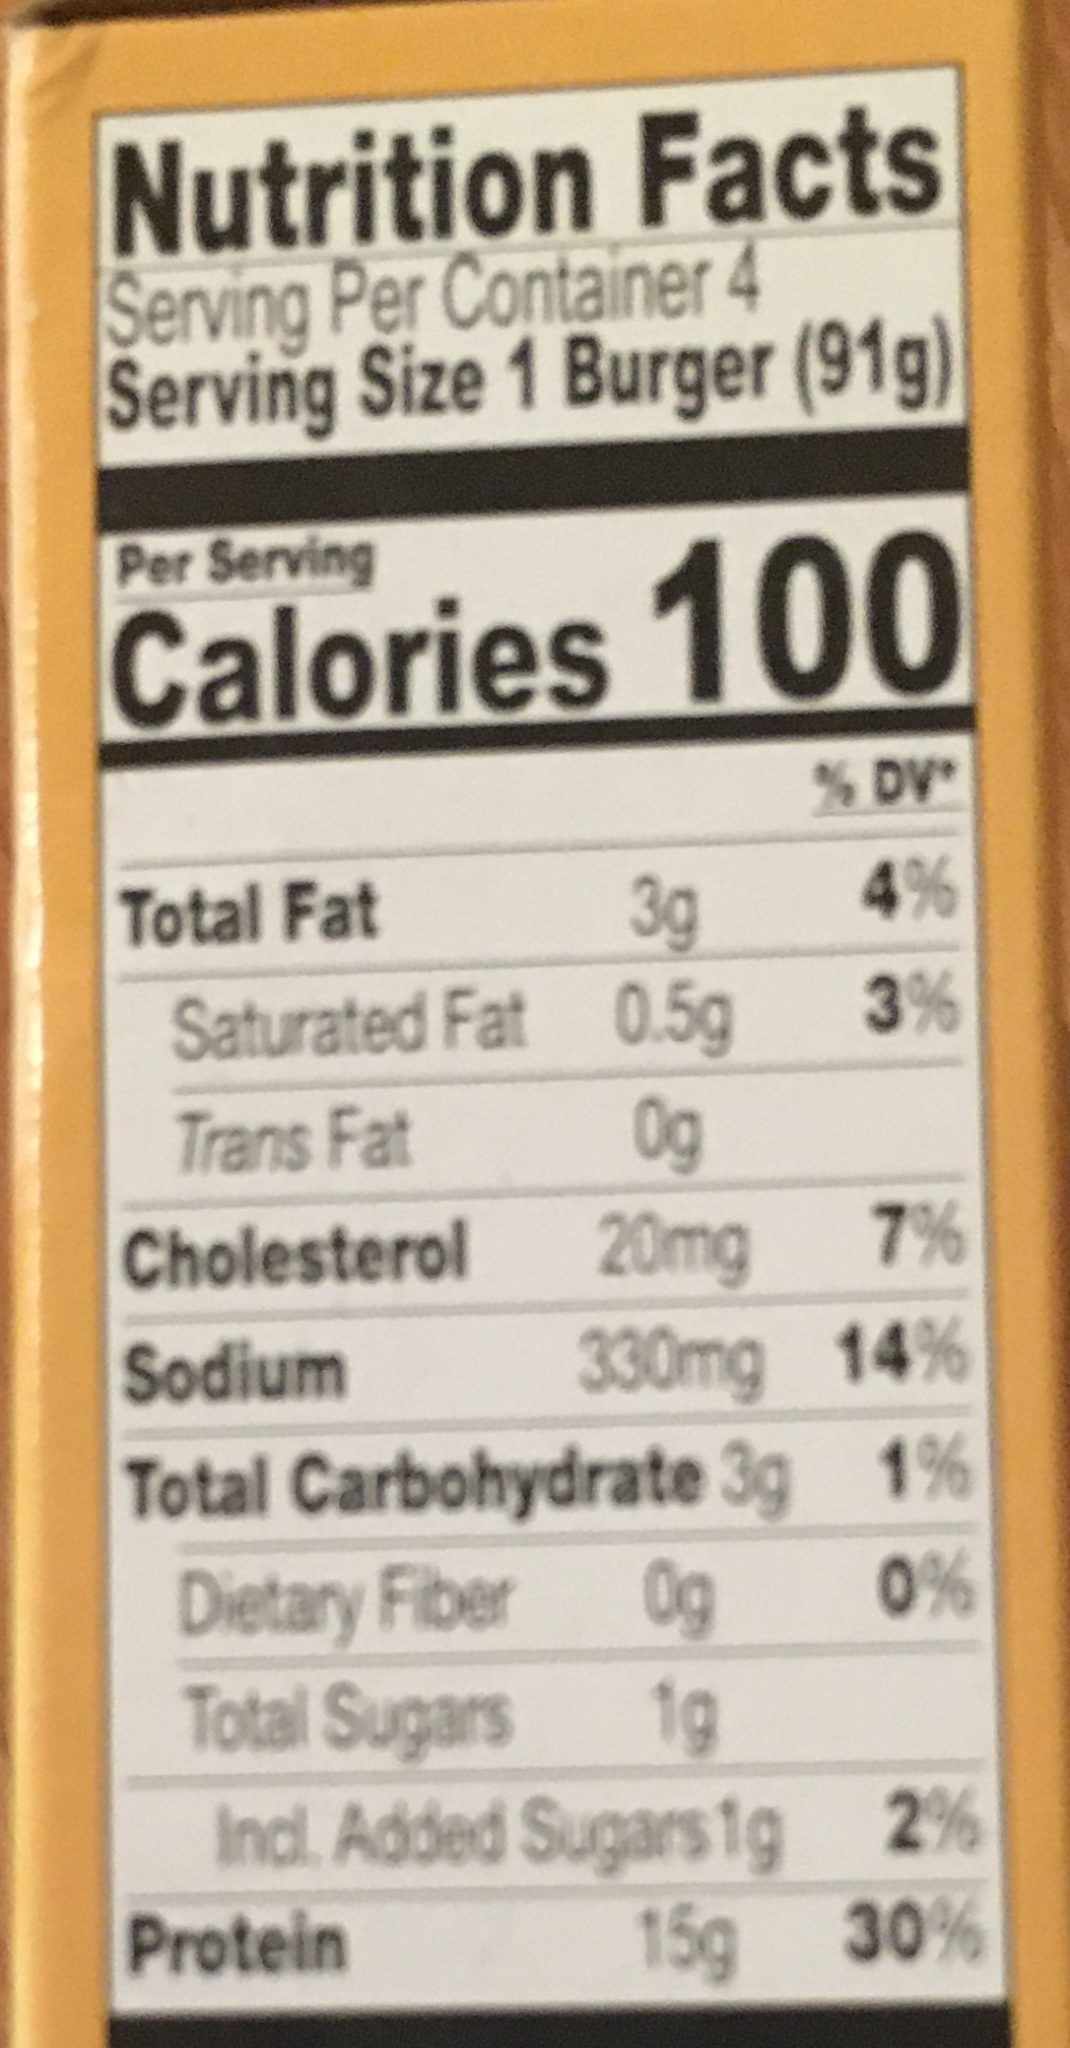 Nutrition Facts
Serving Per Container 4
Serving Size 1 Burger (91g)
Per Serving
Calories 100
% DV*
Total Fat 3g 4%
Saturated Fat 0.5g 3%
Trans Fat 0g
Cholesterol 20mg 7%
Sodium 330mg 14%
Total Carbohydrate 3g 1%
Dietary Fiber 0g 0%
Total Sugars 1g
Incl. Added Sugars 1g 2%
Protein 15g 30%